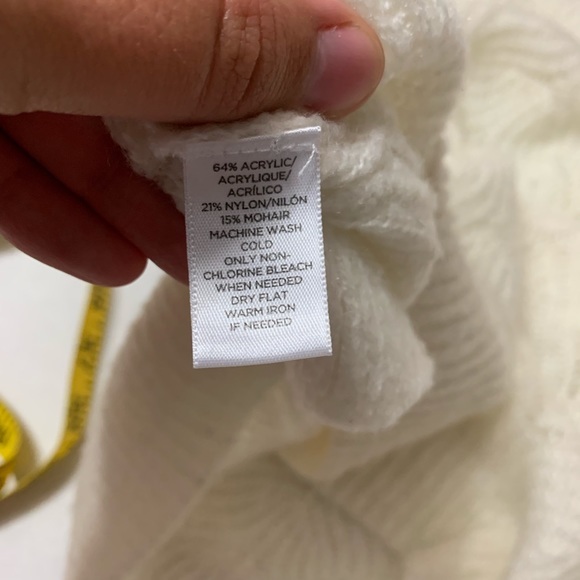 64% ACRYLIC/
ACRYLIQUE/
ACRÍLICO
21% NYLON/NILÓN
15% MOHAIR
MACHINE WASH
COLD
ONLY NON-
CHLORINE BLEACH
WHEN NEEDED
DRY FLAT
WARM IRON
IF NEEDED